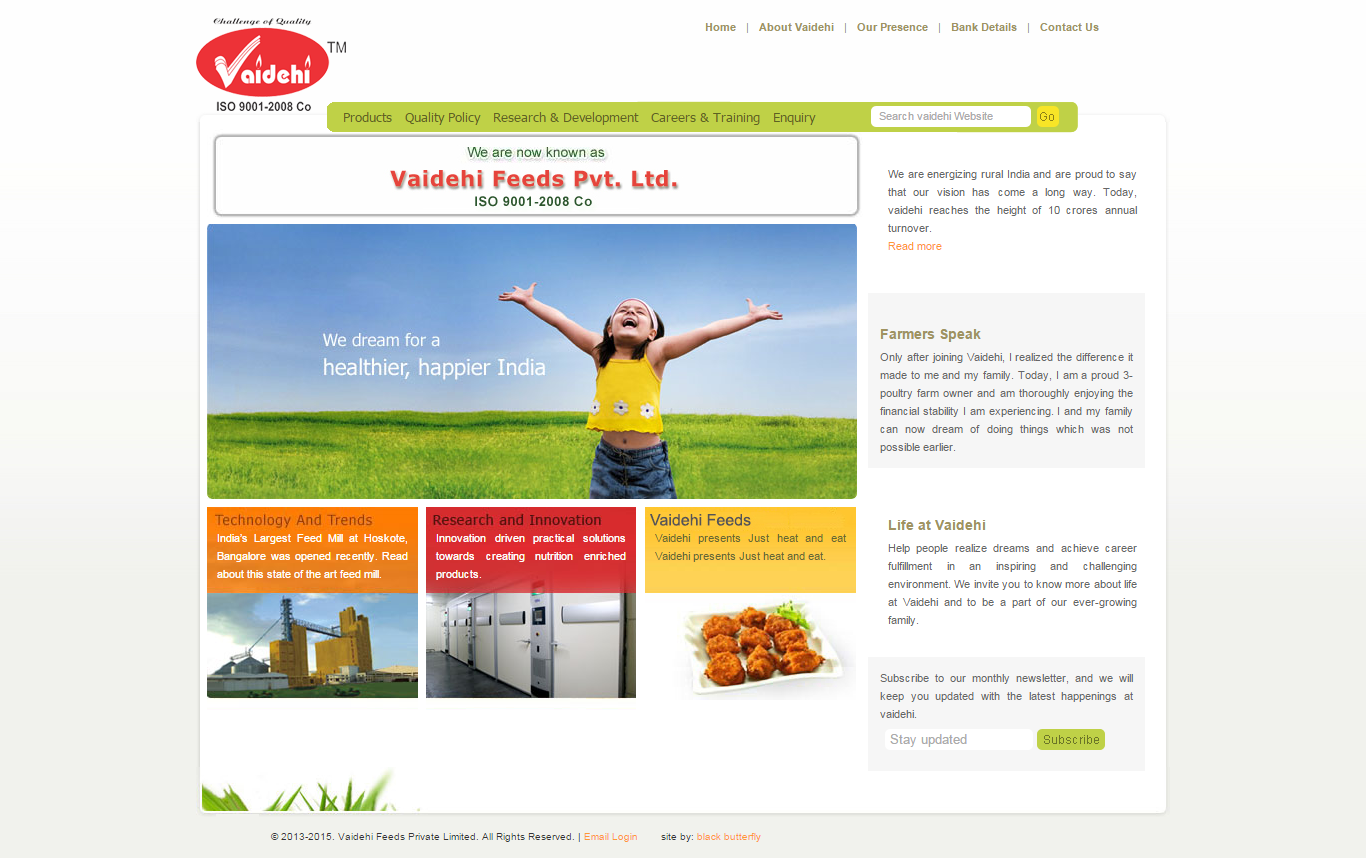 Challenge of Quality
Vaidehi
TM
ISO 9001-2008 Co
Home | About Vaidehi | Our Presence | Bank Details | Contact Us
Products Quality Policy Research & Development Careers & Training Enquiry
Search vaidehi Website Go
We are now known as
Vaidehi Feeds Pvt. Ltd.
ISO 9001-2008 Co
We dream for a
healthier, happier India
Technology And Trends
India's Largest Feed Mill at Hoskote,
Bangalore was opened recently. Read
about this state of the art feed mill.
Research and Innovation
Innovation driven practical solutions
towards creating nutrition enriched
products.
Vaidehi Feeds
Vaidehi presents Just heat and eat
Vaidehi presents Just heat and eat.
We are energizing rural India and are proud to say
that our vision has come a long way. Today,
vaidehi reaches the height of 10 crores annual
turnover.
Read more
Farmers Speak
Only after joining Vaidehi, I realized the difference it
made to me and my family. Today, I am a proud 3-
poultry farm owner and am thoroughly enjoying the
financial stability I am experiencing. I and my family
can now dream of doing things which was not
possible earlier.
Life at Vaidehi
Help people realize dreams and achieve career
fulfillment in an inspiring and challenging
environment. We invite you to know more about life
at Vaidehi and to be a part of our ever-growing
family.
Subscribe to our monthly newsletter, and we will
keep you updated with the latest happenings at
vaidehi.
Stay updated Subscribe
© 2013-2015. Vaidehi Feeds Private Limited. All Rights Reserved. | Email Login site by: black butterfly